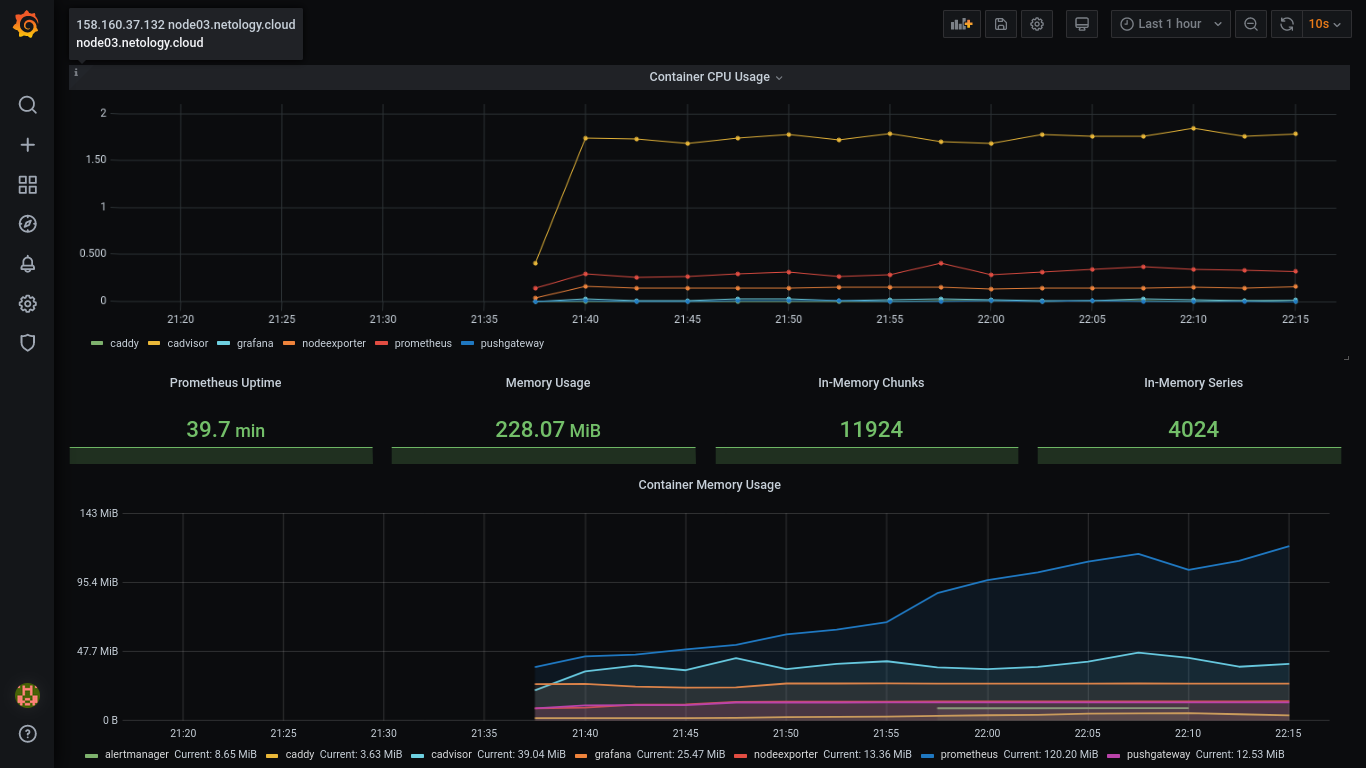 158.160.37.132 node03.netology.cloud
node03.netology.cloud
Last 1 hour
10s
i
Container CPU Usage
2
1.50
1
0.500
0
21:20 21:25 21:30 21:35 21:40 21:45 21:50 21:55 22:00 22:05 22:10 22:15
caddy cadvisor grafana nodeexporter prometheus pushgateway
Prometheus Uptime Memory Usage In-Memory Chunks In-Memory Series
39.7 min 228.07 MiB 11924 4024
Container Memory Usage
143 MiB
95.4 MiB
47.7 MiB
0 B
21:20 21:25 21:30 21:35 21:40 21:45 21:50 21:55 22:00 22:05 22:10 22:15
alertmanager Current: 8.65 MiB caddy Current: 3.63 MiB cadvisor Current: 39.04 MiB grafana Current: 25.47 MiB nodeexporter Current: 13.36 MiB prometheus Current: 120.20 MiB pushgateway Current: 12.53 MiB